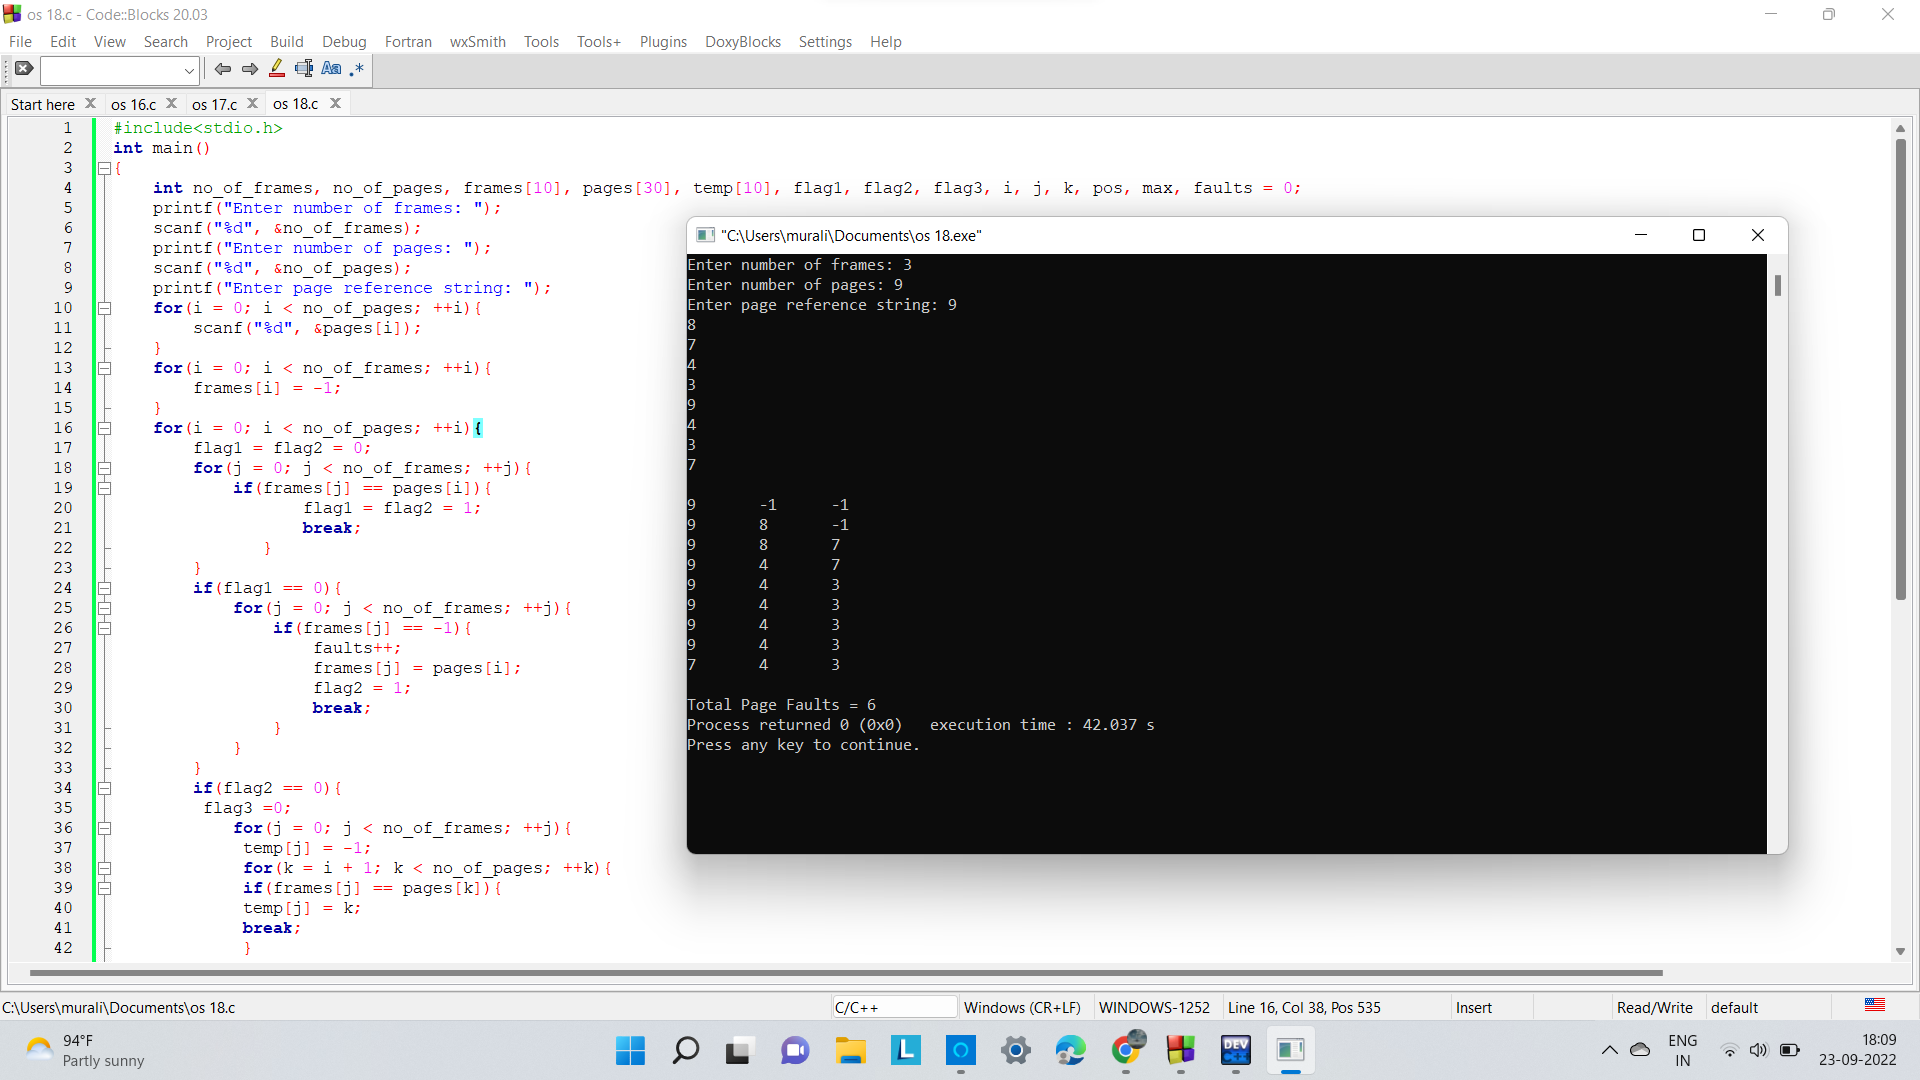 os 18.c - Code::Blocks 20.03
File Edit View Search Project Build Debug Fortran wxSmith Tools Tools+ Plugins DoxyBlocks Settings Help
Aa .*
Start here os 16.c os 17.c os 18.c
1 #include<stdio.h>
2 int main()
3 {
4 int no_of_frames, no_of_pages, frames[10], pages[30], temp[10], flag1, flag2, flag3, i, j, k, pos, max, faults = 0;
5 printf("Enter number of frames: ");
6 scanf("%d", &no_of_frames);
7 printf("Enter number of pages: ");
8 scanf("%d", &no_of_pages);
9 printf("Enter page reference string: ");
10 for(i = 0; i < no_of_pages; ++i){
11 scanf("%d", &pages[i]);
12 }
13 for(i = 0; i < no_of_frames; ++i){
14 frames[i] = -1;
15 }
16 for(i = 0; i < no_of_pages; ++i){
17 flag1 = flag2 = 0;
18 for(j = 0; j < no_of_frames; ++j){
19 if(frames[j] == pages[i]){
20 flag1 = flag2 = 1;
21 break;
22 }
23 }
24 if(flag1 == 0){
25 for(j = 0; j < no_of_frames; ++j){
26 if(frames[j] == -1){
27 faults++;
28 frames[j] = pages[i];
29 flag2 = 1;
30 break;
31 }
32 }
33 }
34 if(flag2 == 0){
35 flag3 =0;
36 for(j = 0; j < no_of_frames; ++j){
37 temp[j] = -1;
38 for(k = i + 1; k < no_of_pages; ++k){
39 if(frames[j] == pages[k]){
40 temp[j] = k;
41 break;
42 }
"C:\Users\murali\Documents\os 18.exe"
Enter number of frames: 3
Enter number of pages: 9
Enter page reference string: 9
8
7
4
3
9
4
3
7
9 -1 -1
9 8 -1
9 8 7
9 4 7
9 4 3
9 4 3
9 4 3
9 4 3
7 4 3
Total Page Faults = 6
Process returned 0 (0x0) execution time : 42.037 s
Press any key to continue.
C:\Users\murali\Documents\os 18.c C/C++ Windows (CR+LF) WINDOWS-1252 Line 16, Col 38, Pos 535 Insert Read/Write default
94°F
Partly sunny
L
DEV
C++
ENG
IN
18:09
23-09-2022